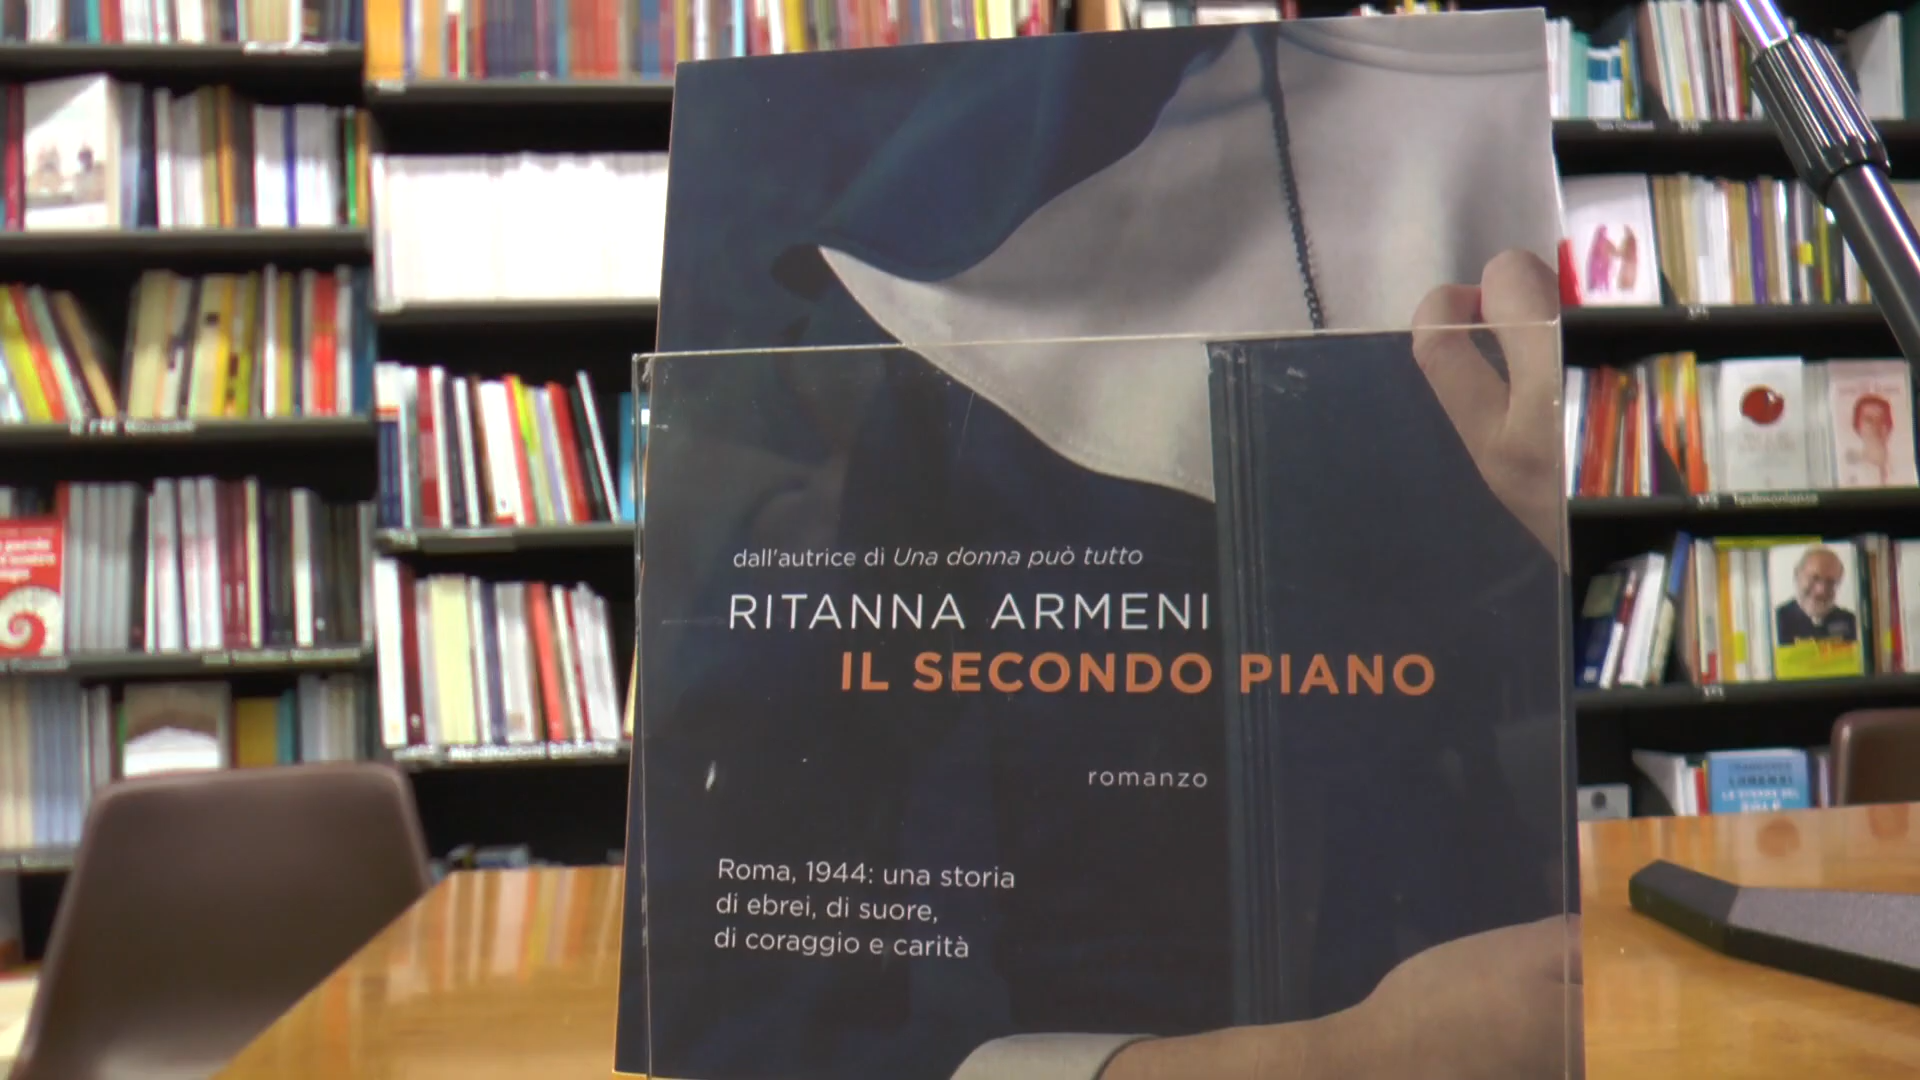 dall'autrice di Una donna può tutto
RITANNA ARMENI
IL SECONDO PIANO
romanzo
Roma, 1944: una storia
di ebrei, di suore,
di coraggio e carità
Testimonianze